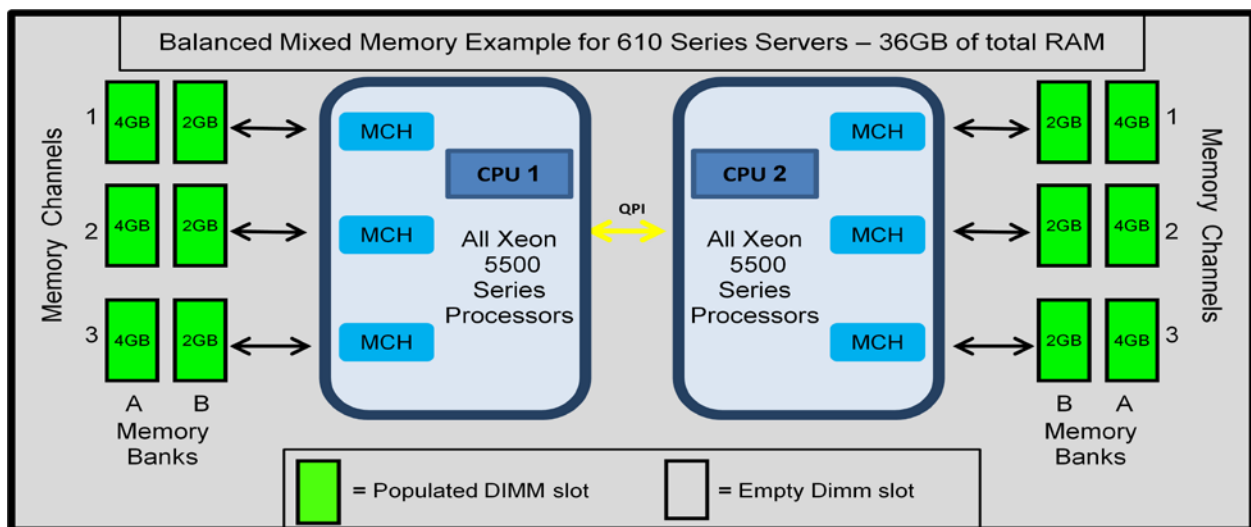 Balanced Mixed Memory Example for 610 Series Servers – 36GB of total RAM
Memory Channels
1
4GB
2GB
2
4GB
2GB
3
4GB
2GB
A
B
Memory
Banks
MCH
CPU 1
MCH
All Xeon
5500
Series
Processors
MCH
QPI
MCH
CPU 2
MCH
All Xeon
5500
Series
Processors
MCH
2GB
4GB
1
2GB
4GB
2
2GB
4GB
3
Memory Channels
B
A
Memory
Banks
= Populated DIMM slot
= Empty Dimm slot